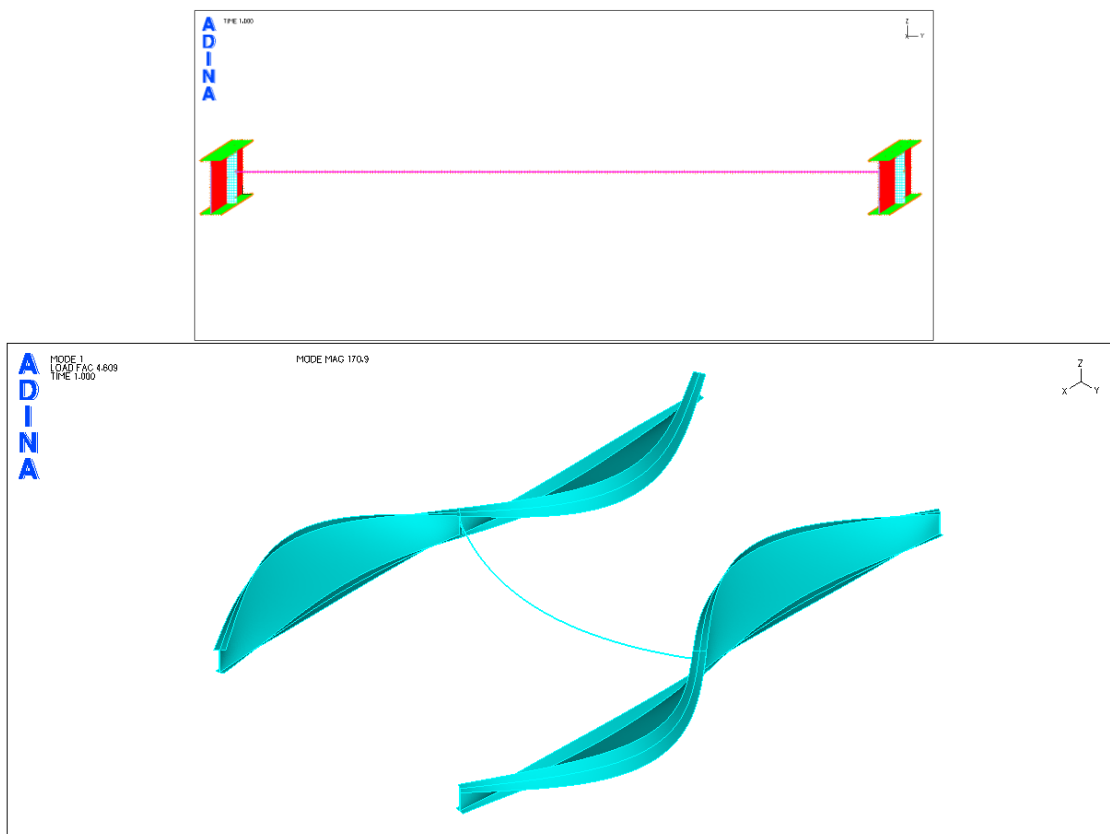 ADINA
TIME 1.000
Z
X
Y
ADINA
MODE 1
LOAD FAC 4.609
TIME 1.000
MODE MAG 170.9
Z
X
Y